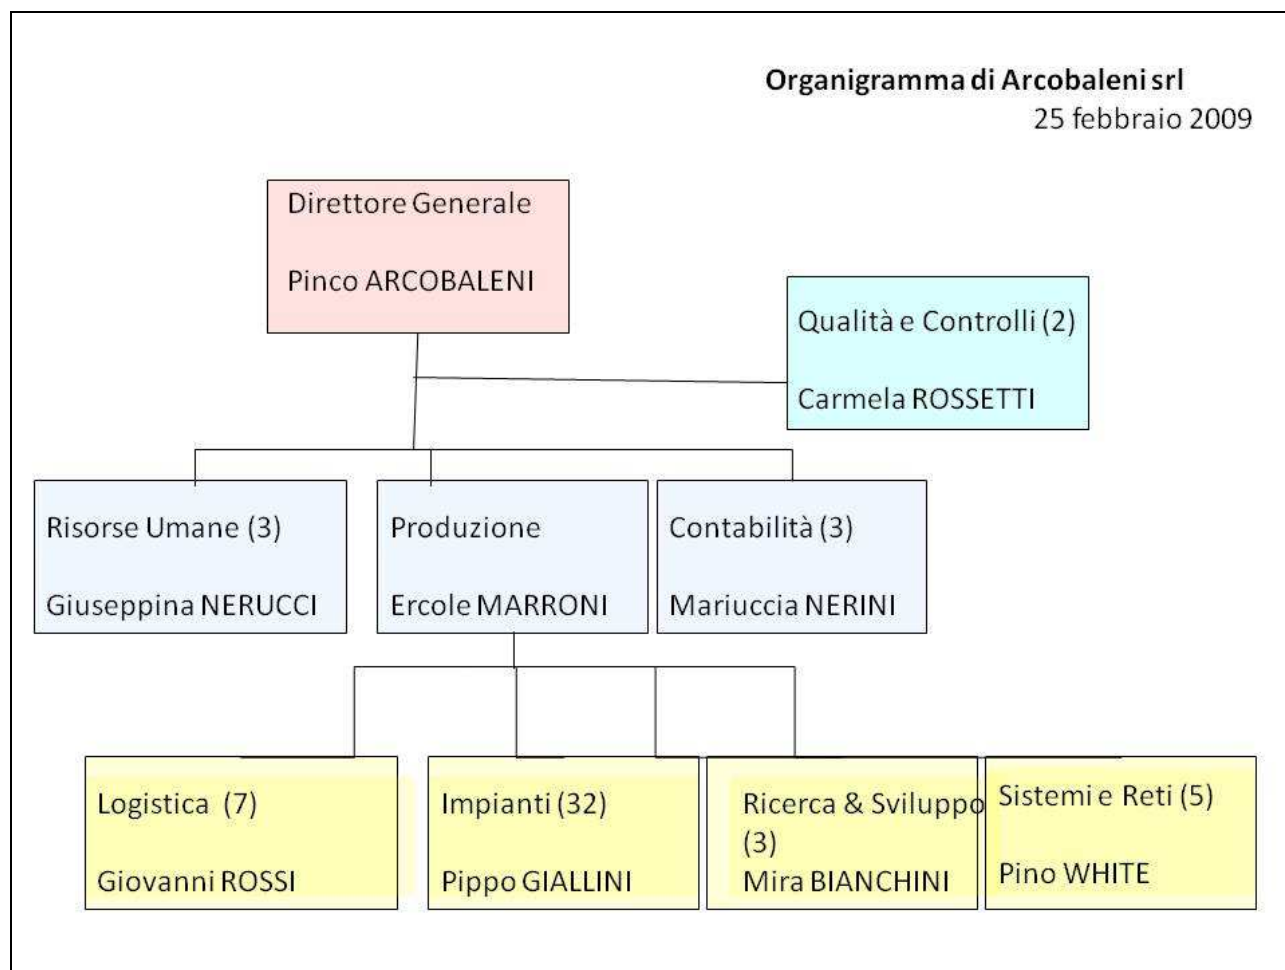 Organigramma di Arcobaleni srl
25 febbraio 2009
Direttore Generale
Pinco ARCOBALENI
Qualità e Controlli (2)
Carmela ROSSETTI
Risorse Umane (3)
Giuseppina NERUCCI
Produzione
Ercole MARRONI
Contabilità (3)
Mariuccia NERINI
Logistica (7)
Giovanni ROSSI
Impianti (32)
Pippo GIALLINI
Ricerca & Sviluppo
(3)
Mira BIANCHINI
Sistemi e Reti (5)
Pino WHITE